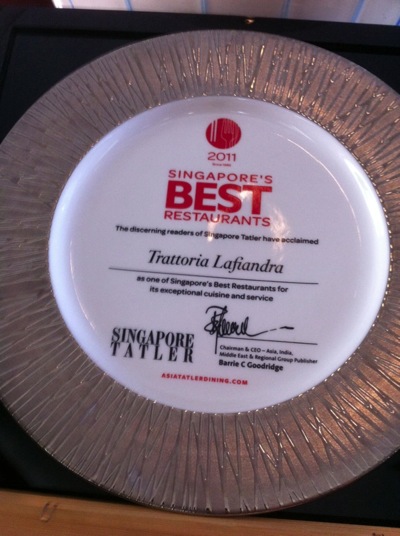 2011
SINGAPORE'S
BEST
RESTAURANTS
The discerning readers of Singapore Tatler have acclaimed
Trattoria Lafiandra
as one of Singapore's Best Restaurants for
its exceptional cuisine and service
SINGAPORE
TATLER
Chairman & CEO – Asia, India,
Middle East & Regional Group Publisher
Barrie C Goodridge
ASIATATLERDINING.COM